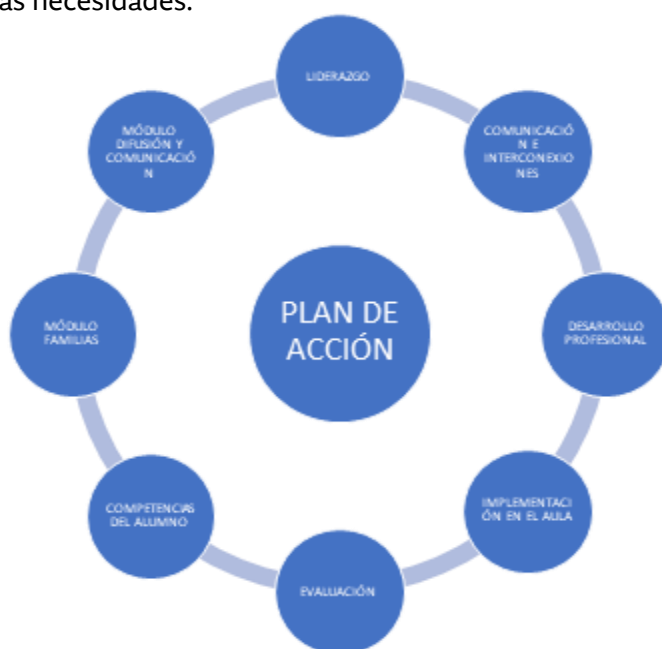 as necesidades.
LIDERAZGO
COMUNICACIÓ
N E
INTERCONEXIO
NES
DESARROLLO
PROFESIONAL
IMPLEMENTACI
ÓN EN EL AULA
EVALUACIÓN
COMPETENCIAS
DEL ALUMNO
MÓDULO
FAMILIAS
MÓDULO
DIFUSIÓN Y
COMUNICACIÓ
N
PLAN DE
ACCIÓN